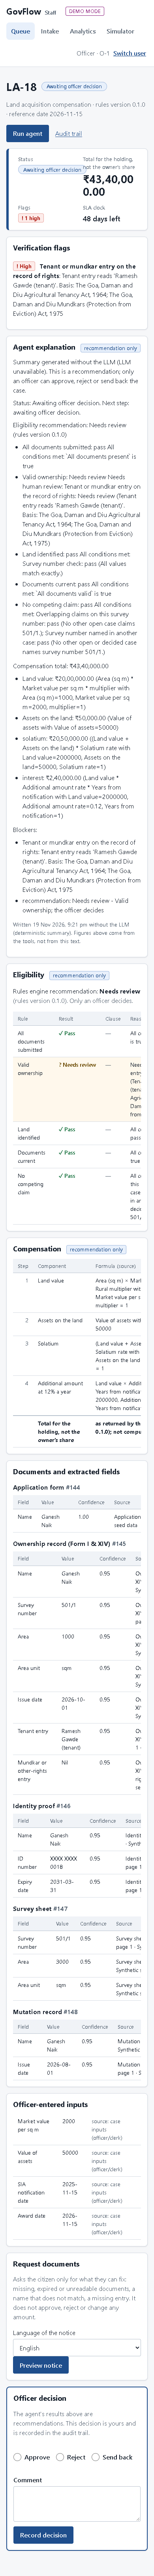 GovFlow Staff DEMO MODE
Queue Intake Analytics Simulator
Officer · O-1 Switch user
LA-18 Awaiting officer decision
Land acquisition compensation · rules version 0.1.0
· reference date 2026-11-15
Run agent Audit trail
Status
Awaiting officer decision
Total for the holding,
not the owner's share
₹43,40,00
0.00
Flags
! 1 high
SLA clock
48 days left
Verification flags
! High Tenant or mundkar entry on the
record of rights. Tenant entry reads 'Ramesh
Gawde (tenant)'. Basis: The Goa, Daman and
Diu Agricultural Tenancy Act, 1964; The Goa,
Daman and Diu Mundkars (Protection from
Eviction) Act, 1975
Agent explanation recommendation only
Summary generated without the LLM (LLM
unavailable). This is a recommendation, only
an officer can approve, reject or send back the
case.
Status: Awaiting officer decision. Next step:
awaiting officer decision.
Eligibility recommendation: Needs review
(rules version 0.1.0)
All documents submitted: pass All
conditions met: 'All documents present' is
true
Valid ownership: Needs review Needs
human review: Tenant or mundkar entry on
the record of rights: Needs review (Tenant
entry reads 'Ramesh Gawde (tenant)'.
Basis: The Goa, Daman and Diu Agricultural
Tenancy Act, 1964; The Goa, Daman and
Diu Mundkars (Protection from Eviction)
Act, 1975)
Land identified: pass All conditions met:
Survey number check: pass (All values
match exactly.)
Documents current: pass All conditions
met: 'All documents valid' is true
No competing claim: pass All conditions
met: Overlapping claims on this survey
number: pass (No other open case cites
501/1.); Survey number named in another
case: pass (No other open or decided case
names survey number 501/1.)
Compensation total: ₹43,40,000.00
Land value: ₹20,00,000.00 ((Area (sq m) *
Market value per sq m * multiplier with
Area (sq m)=1000, Market value per sq
m=2000, multiplier=1)
Assets on the land: ₹50,000.00 (Value of
assets with Value of assets=50000)
solatium: ₹20,50,000.00 ((Land value +
Assets on the land) * Solatium rate with
Land value=2000000, Assets on the
land=50000, Solatium rate=1)
interest: ₹2,40,000.00 (Land value *
Additional amount rate * Years from
notification with Land value=2000000,
Additional amount rate=0.12, Years from
notification=1)
Blockers:
Tenant or mundkar entry on the record of
rights: Tenant entry reads 'Ramesh Gawde
(tenant)'. Basis: The Goa, Daman and Diu
Agricultural Tenancy Act, 1964; The Goa,
Daman and Diu Mundkars (Protection from
Eviction) Act, 1975
recommendation: Needs review - Valid
ownership; the officer decides
Written 19 Nov 2026, 9:21 pm without the LLM
(deterministic summary). Figures above came from
the tools, not from this text.
Eligibility recommendation only
Rules engine recommendation: Needs review
(rules version 0.1.0). Only an officer decides.
Rule Result Clause
All documents submitted ✓ Pass —
Valid ownership ? Needs review —
Land identified ✓ Pass —
Documents current ✓ Pass —
No competing claim ✓ Pass —
Compensation recommendation only
Step Component Formula (source)
1 Land value
2 Assets on the land
3 Solatium
4 Additional amount at 12% a year
Total for the holding, not the owner's share
Documents and extracted fields
Application form #144
Field Value Confidence Source
Name Ganesh Naik 1.00 Application seed data
Ownership record (Form I & XIV) #145
Field Value Confidence
Name Ganesh Naik 0.95
Survey number 501/1 0.95
Area 1000 0.95
Area unit sqm 0.95
Issue date 2026-10-01 0.95
Tenant entry Ramesh Gawde (tenant) 0.95
Mundkar or other-rights entry Nil 0.95
Identity proof #146
Field Value Confidence Source
Name Ganesh Naik 0.95
ID number XXXX XXXX 0018 0.95
Expiry date 2031-03-31 0.95
Survey sheet #147
Field Value Confidence Source
Survey number 501/1 0.95
Area 3000 0.95
Area unit sqm 0.95
Mutation record #148
Field Value Confidence Source
Name Ganesh Naik 0.95
Issue date 2026-08-01 0.95
Officer-entered inputs
Market value per sq m 2000 source: case inputs (officer/clerk)
Value of assets 50000 source: case inputs (officer/clerk)
SIA notification date 2025-11-15 source: case inputs (officer/clerk)
Award date 2026-11-15 source: case inputs (officer/clerk)
Request documents
Asks the citizen only for what they can fix:
missing, expired or unreadable documents, a
name that does not match, a missing entry. It
does not approve, reject or change any
amount.
Language of the notice
English
Preview notice
Officer decision
The agent's results above are
recommendations. This decision is yours and
is recorded in the audit trail.
Approve Reject Send back
Comment
Record decision